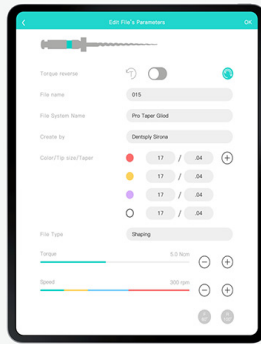 Edit File's Parameters
OK
Torque reverse
File name
015
File System Name
Pro Taper Glod
Create by
Dentsply Sirona
Color/Tip size/Taper
17 / .04
17 / .04
17 / .04
17 / .04
File Type
Shaping
Torque
5.0 Ncm
Speed
300 rpm